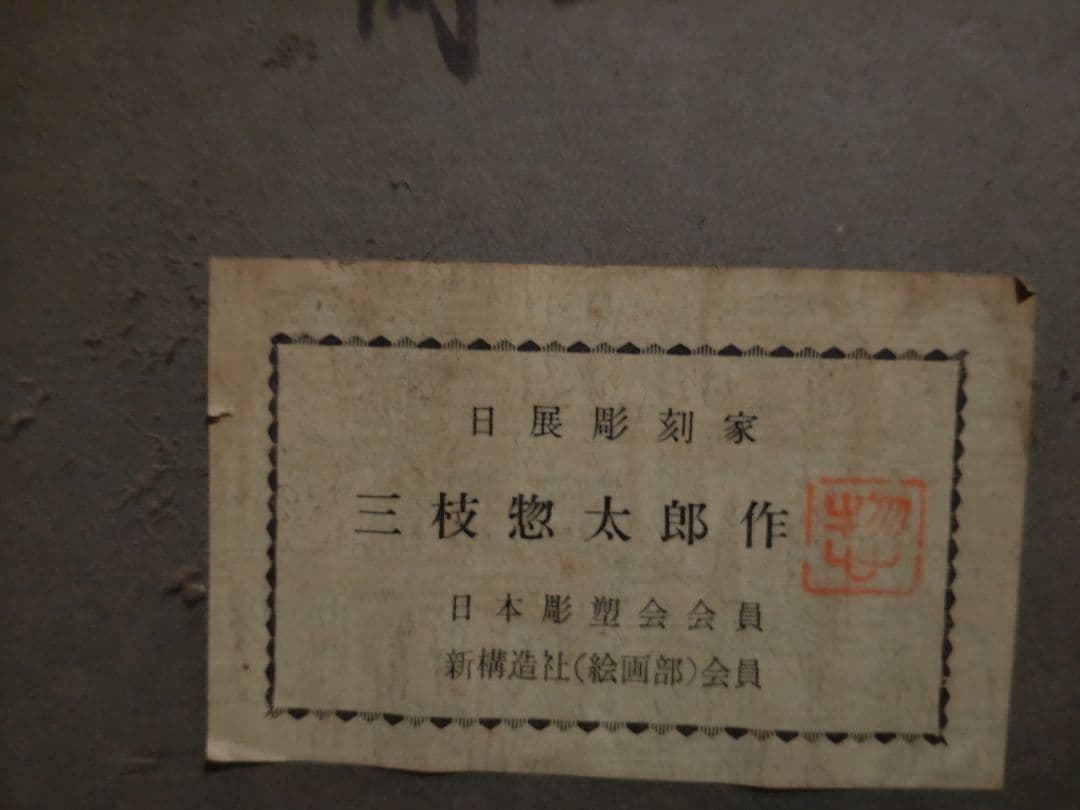 日展彫刻家
三枝惣太郎作
惣
日本彫塑会会員
新構造社(絵画部)会員